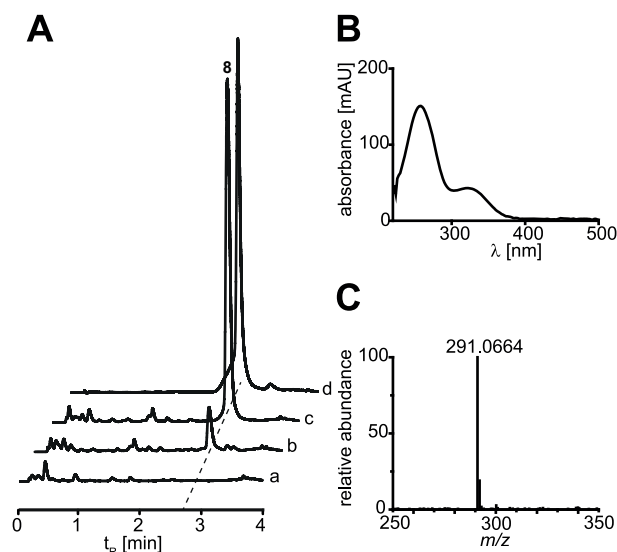 A
8
d
c
b
a
0 1 2 3 4
tR [min]
B
absorbance [mAU]
200
100
0
300 400 500
λ [nm]
C
291.0664
relative abundance
100
50
0
250 300 350
m/z